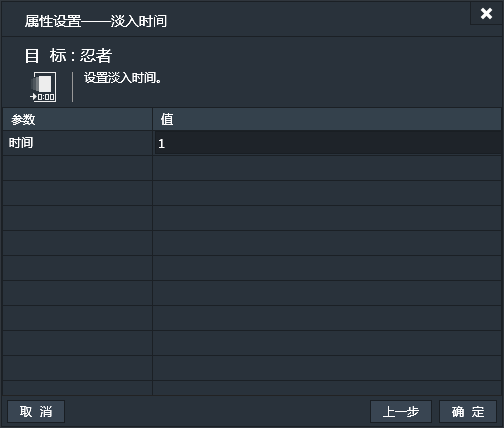 属性设置——淡入时间
目 标：忍者
设置淡入时间。
➔0:00
参数 值
时间 1
取 消 上一步 确 定